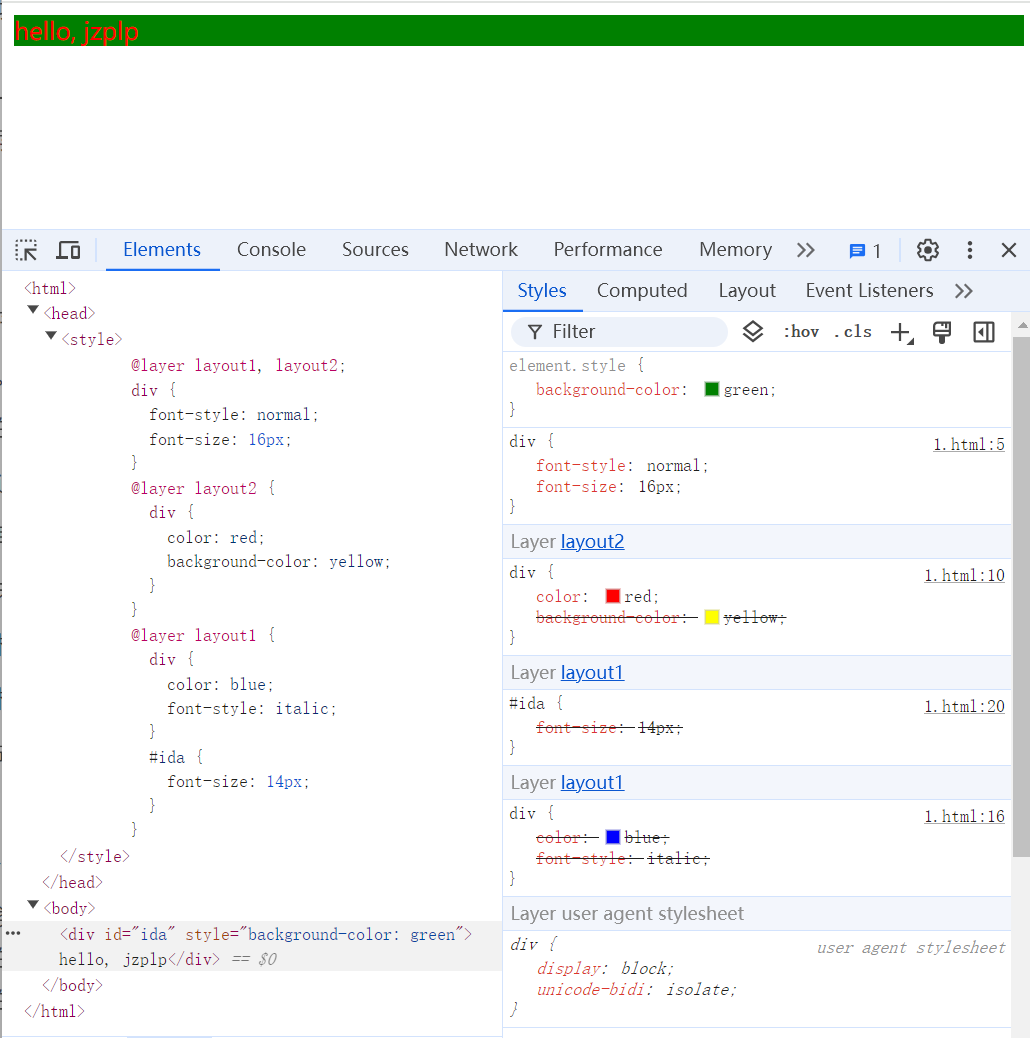 hello, jzplp
Elements Console Sources Network Performance Memory 1
<html>
<head>
<style>
@layer layout1, layout2;
div {
font-style: normal;
font-size: 16px;
}
@layer layout2 {
div {
color: red;
background-color: yellow;
}
}
@layer layout1 {
div {
color: blue;
font-style: italic;
}
#ida {
font-size: 14px;
}
}
</style>
</head>
<body>
<div id="ida" style="background-color: green">
hello, jzplp</div> == $0
</body>
</html>
Styles Computed Layout Event Listeners
Filter :hov .cls
element.style {
background-color: green;
}
div { 1.html:5
font-style: normal;
font-size: 16px;
}
Layer layout2
div { 1.html:10
color: red;
background-color: yellow;
}
Layer layout1
#ida { 1.html:20
font-size: 14px;
}
Layer layout1
div { 1.html:16
color: blue;
font-style: italic;
}
Layer user agent stylesheet
div { user agent stylesheet
display: block;
unicode-bidi: isolate;
}